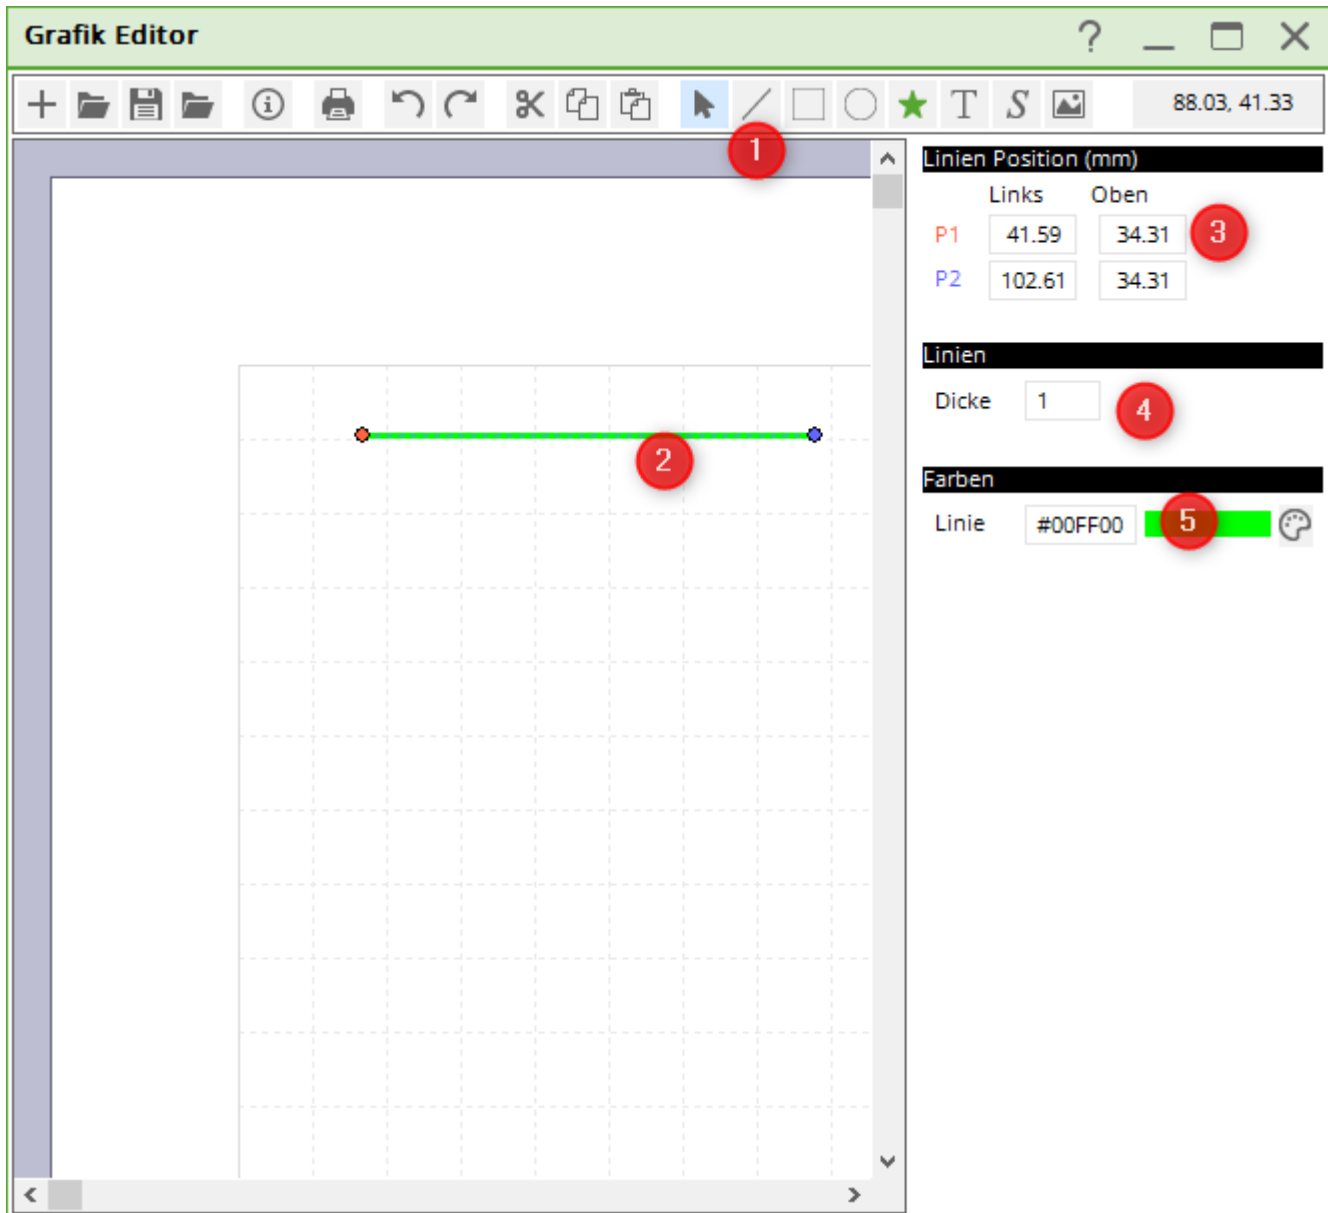 Grafik Editor
T S 88.03, 41.33
1
Linien Position (mm)
Links Oben
P1 41.59 34.31 3
P2 102.61 34.31
Linien
Dicke 1 4
2
Farben
Linie #00FF00 5